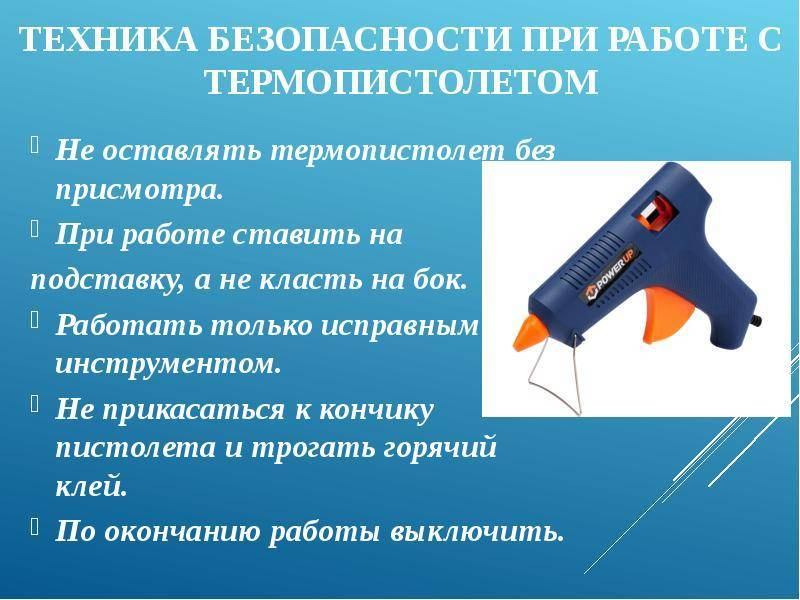 ТЕХНИКА БЕЗОПАСНОСТИ ПРИ РАБОТЕ С
ТЕРМОПИСТОЛЕТОМ
Не оставлять термопистолет без
присмотра.
При работе ставить на
подставку, а не класть на бок.
Работать только исправным
инструментом.
Не прикасаться к кончику
пистолета и трогать горячий
клей.
По окончанию работы выключить.
POWER UP